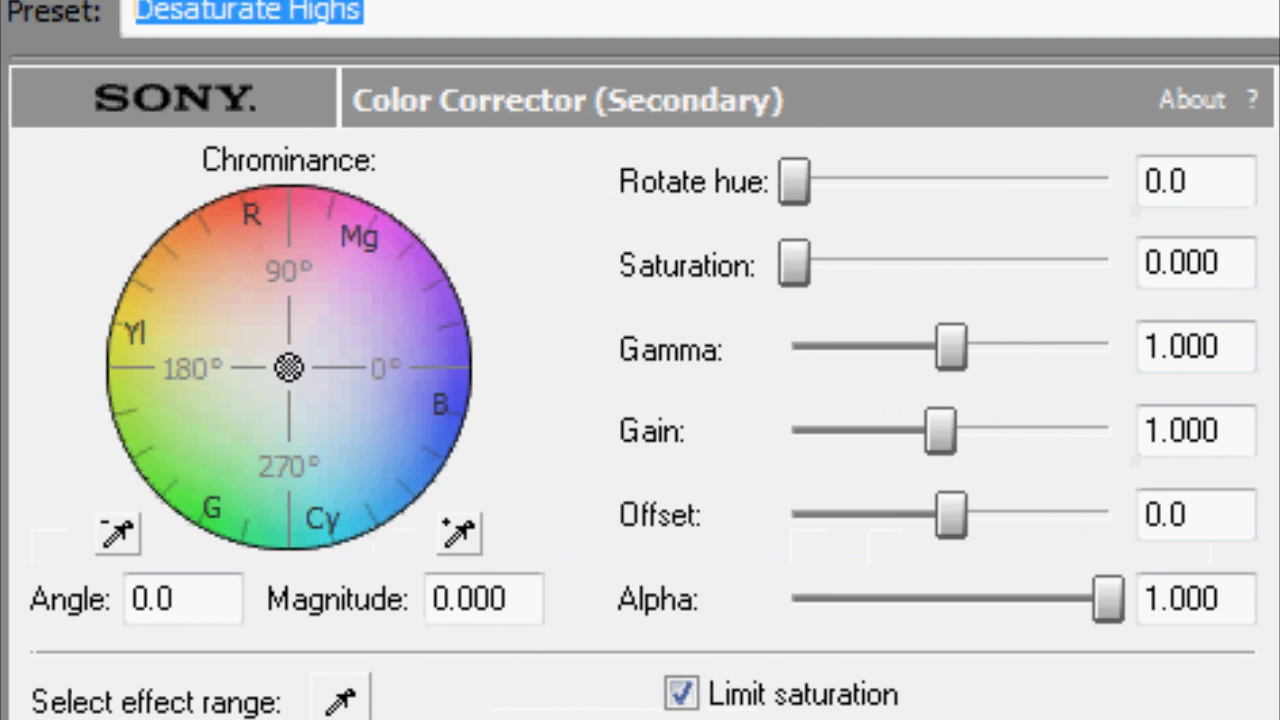 Preset: Desaturate Highs
SONY. Color Corrector (Secondary) About ?
Chrominance:
R
Mg
90°
Yl
180° 0°
B
270°
G
Cy
Angle: 0.0 Magnitude: 0.000
Rotate hue: 0.0
Saturation: 0.000
Gamma: 1.000
Gain: 1.000
Offset: 0.0
Alpha: 1.000
Select effect range:
Limit saturation